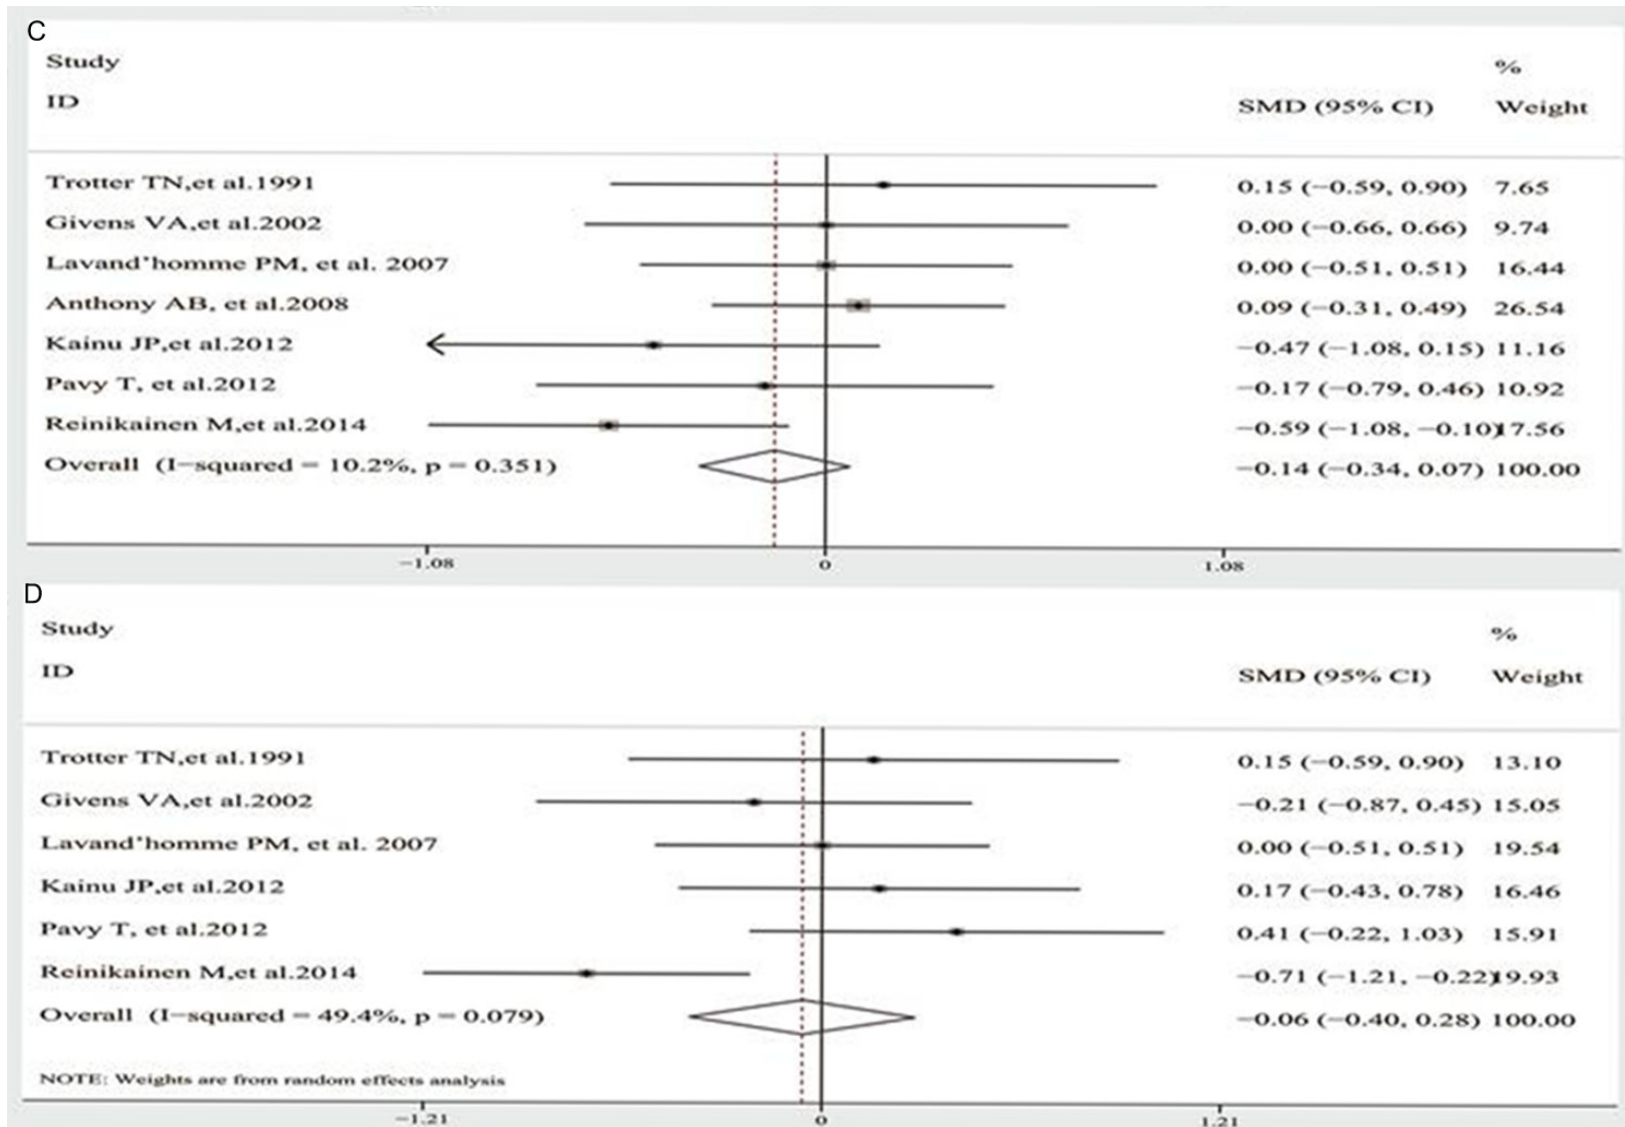 C
Study %
ID SMD (95% CI) Weight
Trotter TN,et al.1991 0.15 (−0.59, 0.90) 7.65
Givens VA,et al.2002 0.00 (−0.66, 0.66) 9.74
Lavand'homme PM, et al. 2007 0.00 (−0.51, 0.51) 16.44
Anthony AB, et al.2008 0.09 (−0.31, 0.49) 26.54
Kainu JP,et al.2012 −0.47 (−1.08, 0.15) 11.16
Pavy T, et al.2012 −0.17 (−0.79, 0.46) 10.92
Reinikainen M,et al.2014 −0.59 (−1.08, −0.10) 17.56
Overall (I−squared = 10.2%, p = 0.351) −0.14 (−0.34, 0.07) 100.00
−1.08 0 1.08
D
Study %
ID SMD (95% CI) Weight
Trotter TN,et al.1991 0.15 (−0.59, 0.90) 13.10
Givens VA,et al.2002 −0.21 (−0.87, 0.45) 15.05
Lavand'homme PM, et al. 2007 0.00 (−0.51, 0.51) 19.54
Kainu JP,et al.2012 0.17 (−0.43, 0.78) 16.46
Pavy T, et al.2012 0.41 (−0.22, 1.03) 15.91
Reinikainen M,et al.2014 −0.71 (−1.21, −0.22) 19.93
Overall (I−squared = 49.4%, p = 0.079) −0.06 (−0.40, 0.28) 100.00
NOTE: Weights are from random effects analysis
−1.21 0 1.21